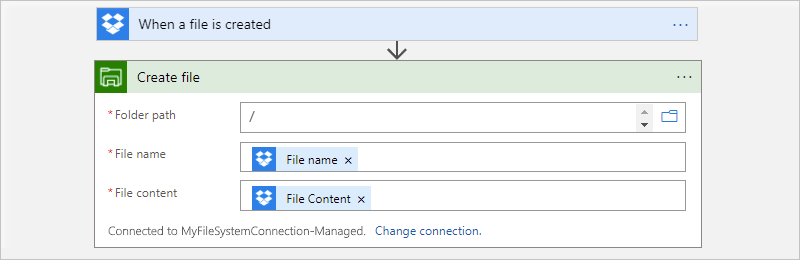 When a file is created
Create file
*Folder path /
*File name File name ×
*File content File Content ×
Connected to MyFileSystemConnection-Managed. Change connection.